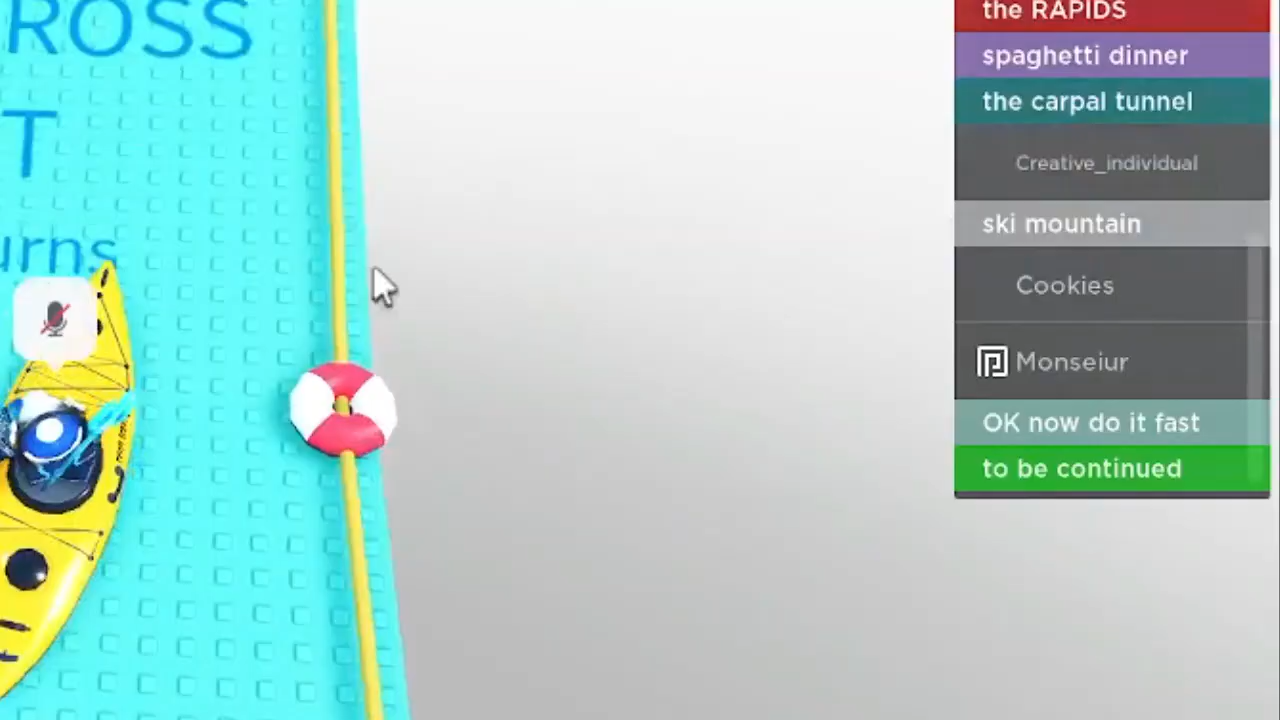 ROSS
T
urns
the RAPIDS
spaghetti dinner
the carpal tunnel
Creative_individual
ski mountain
Cookies
Monseiur
OK now do it fast
to be continued